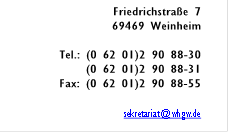 Friedrichstraße 7
69469 Weinheim
Tel.: (0 62 01)2 90 88-30
(0 62 01)2 90 88-31
Fax: (0 62 01)2 90 88-55
sekretariat@whgw.de